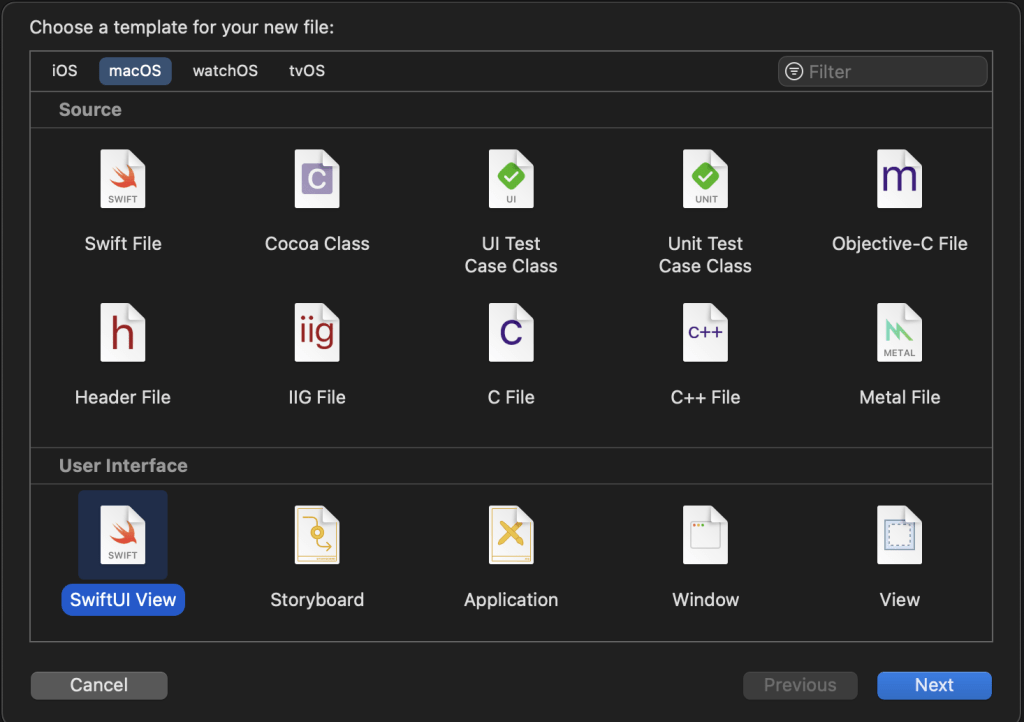 Choose a template for your new file:
iOS macOS watchOS tvOS Filter
Source
SWIFT C UI UNIT m
Swift File Cocoa Class UI Test Case Class Unit Test Case Class Objective-C File
h iig C C++ METAL
Header File IIG File C File C++ File Metal File
User Interface
SWIFT
SwiftUI View Storyboard Application Window View
Cancel Previous Next